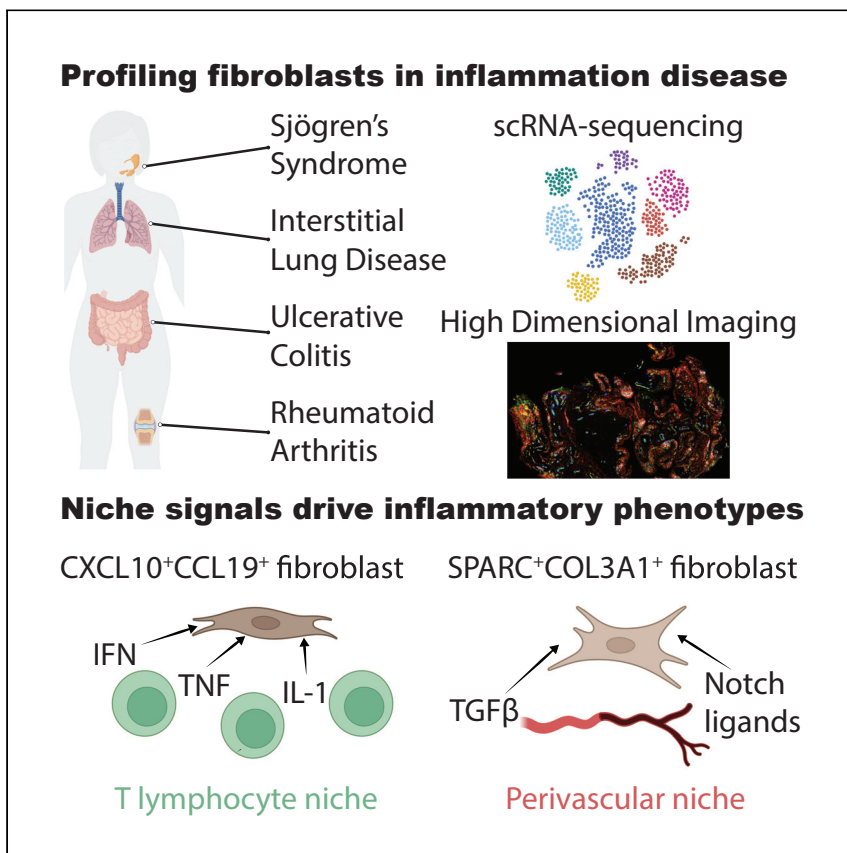 Profiling fibroblasts in inflammation disease
Sjögren's
Syndrome
Interstitial
Lung Disease
Ulcerative
Colitis
Rheumatoid
Arthritis
scRNA-sequencing
High Dimensional Imaging
Niche signals drive inflammatory phenotypes
CXCL10⁺CCL19⁺ fibroblast
IFN
TNF
IL-1
T lymphocyte niche
SPARC⁺COL3A1⁺ fibroblast
TGFβ
Notch
ligands
Perivascular niche